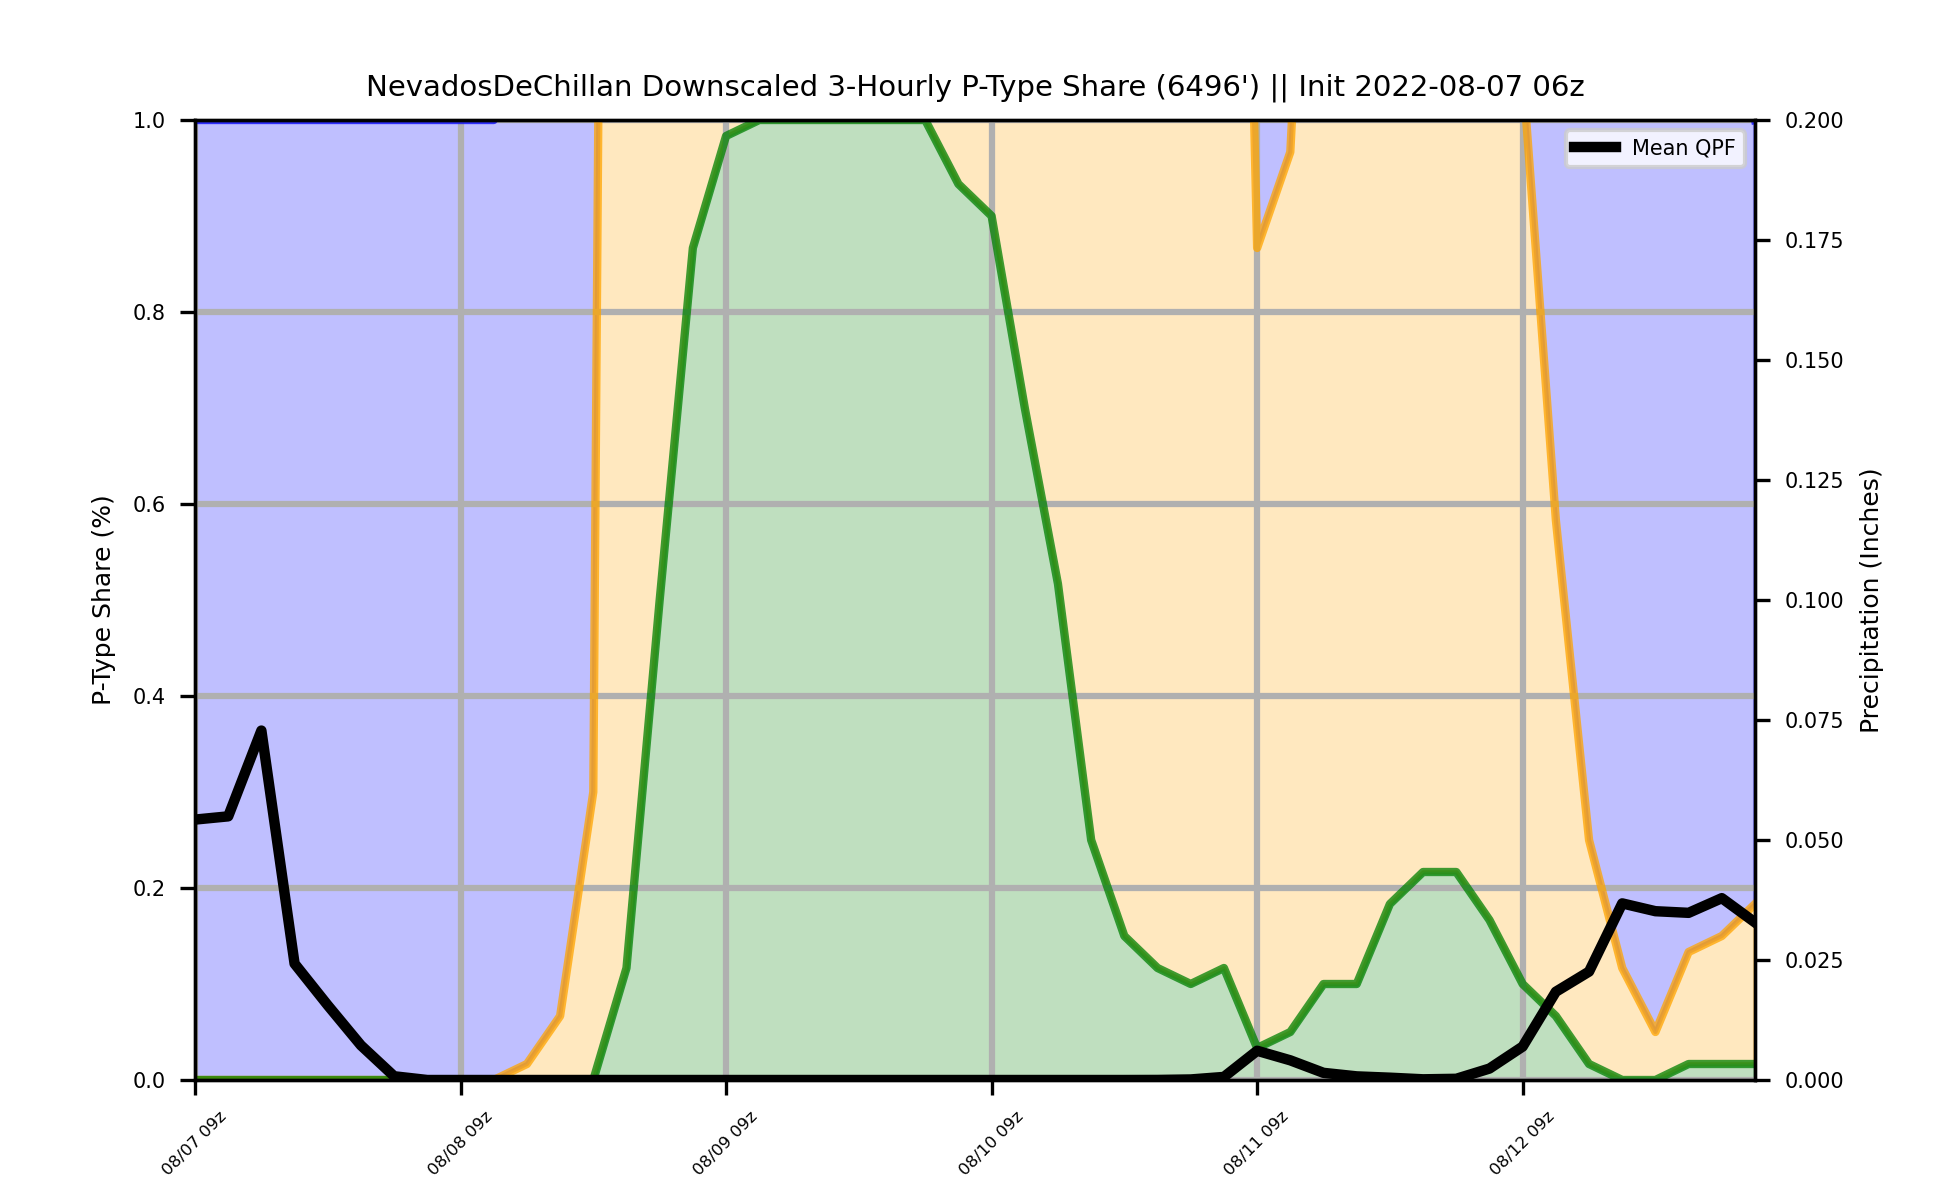 NevadosDeChillan Downscaled 3-Hourly P-Type Share (6496') || Init 2022-08-07 06z
Mean QPF
P-Type Share (%)
1.0
0.8
0.6
0.4
0.2
0.0
0.200
0.175
0.150
0.125
0.100
0.075
0.050
0.025
0.000
Precipitation (Inches)
08/07 09z
08/08 09z
08/09 09z
08/10 09z
08/11 09z
08/12 09z